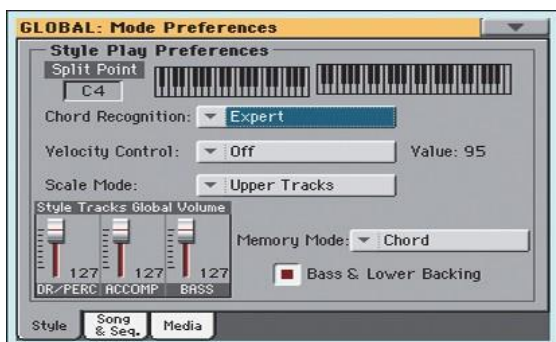 GLOBAL: Mode Preferences
Style Play Preferences
Split Point
C4
Chord Recognition: Expert
Velocity Control: Off Value: 95
Scale Mode: Upper Tracks
Style Tracks Global Volume
Memory Mode: Chord
127 127 127
Bass & Lower Backing
DR/PERC ACCOMP BASS
Style Song & Seq. Media